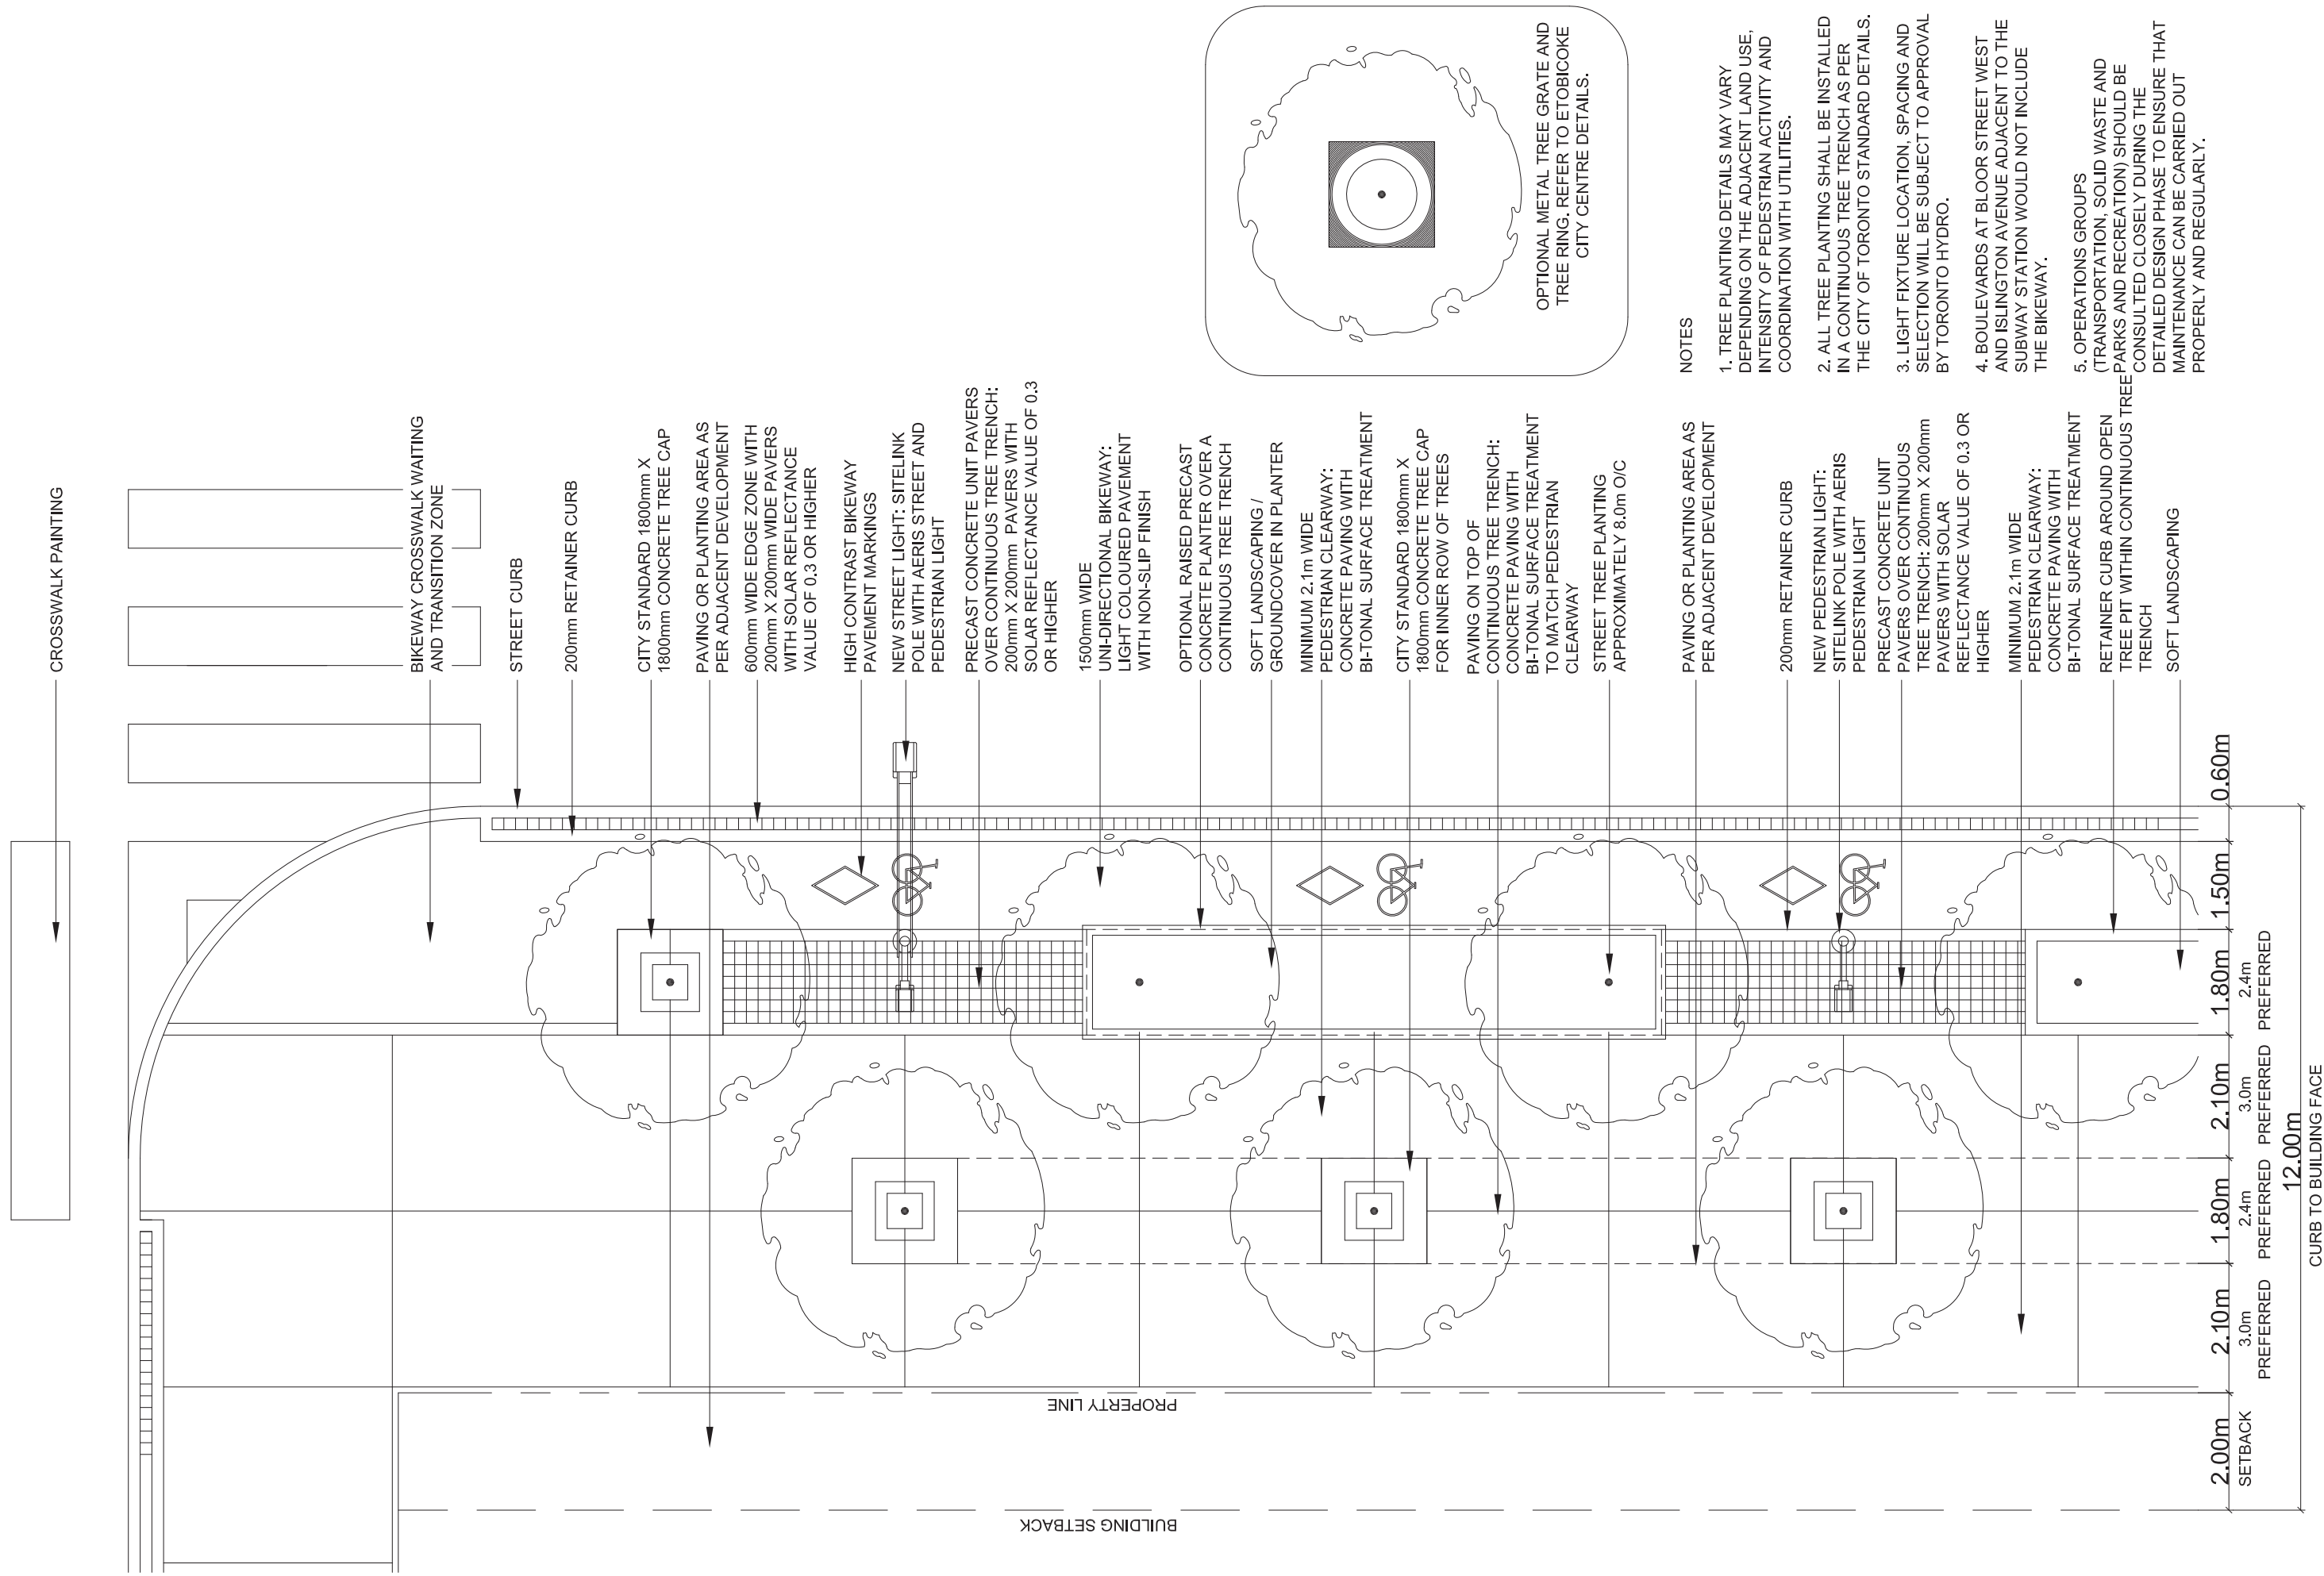 CROSSWALK PAINTING
BIKEWAY CROSSWALK WAITING
AND TRANSITION ZONE
STREET CURB
200mm RETAINER CURB
CITY STANDARD 1800mm X
1800mm CONCRETE TREE CAP
PAVING OR PLANTING AREA AS
PER ADJACENT DEVELOPMENT
600mm WIDE EDGE ZONE WITH
200mm X 200mm WIDE PAVERS
WITH SOLAR REFLECTANCE
VALUE OF 0.3 OR HIGHER
HIGH CONTRAST BIKEWAY
PAVEMENT MARKINGS
NEW STREET LIGHT: SITELINK
POLE WITH AERIS STREET AND
PEDESTRIAN LIGHT
PRECAST CONCRETE UNIT PAVERS
OVER CONTINUOUS TREE TRENCH:
200mm X 200mm PAVERS WITH
SOLAR REFLECTANCE VALUE OF 0.3
OR HIGHER
1500mm WIDE
UNI-DIRECTIONAL BIKEWAY:
LIGHT COLOURED PAVEMENT
WITH NON-SLIP FINISH
OPTIONAL RAISED PRECAST
CONCRETE PLANTER OVER A
CONTINUOUS TREE TRENCH
SOFT LANDSCAPING /
GROUNDCOVER IN PLANTER
MINIMUM 2.1m WIDE
PEDESTRIAN CLEARWAY:
CONCRETE PAVING WITH
BI-TONAL SURFACE TREATMENT
CITY STANDARD 1800mm X
1800mm CONCRETE TREE CAP
FOR INNER ROW OF TREES
PAVING ON TOP OF
CONTINUOUS TREE TRENCH:
CONCRETE PAVING WITH
BI-TONAL SURFACE TREATMENT
TO MATCH PEDESTRIAN
CLEARWAY
STREET TREE PLANTING
APPROXIMATELY 8.0m O/C
PAVING OR PLANTING AREA AS
PER ADJACENT DEVELOPMENT
200mm RETAINER CURB
NEW PEDESTRIAN LIGHT:
SITELINK POLE WITH AERIS
PEDESTRIAN LIGHT
PRECAST CONCRETE UNIT
PAVERS OVER CONTINUOUS
TREE TRENCH: 200mm X 200mm
PAVERS WITH SOLAR
REFLECTANCE VALUE OF 0.3 OR
HIGHER
MINIMUM 2.1m WIDE
PEDESTRIAN CLEARWAY:
CONCRETE PAVING WITH
BI-TONAL SURFACE TREATMENT
RETAINER CURB AROUND OPEN
TREE PIT WITHIN CONTINUOUS TREE
TRENCH
SOFT LANDSCAPING
OPTIONAL METAL TREE GRATE AND
TREE RING. REFER TO ETOBICOKE
CITY CENTRE DETAILS.
NOTES
1. TREE PLANTING DETAILS MAY VARY
DEPENDING ON THE ADJACENT LAND USE,
INTENSITY OF PEDESTRIAN ACTIVITY AND
COORDINATION WITH UTILITIES.
2. ALL TREE PLANTING SHALL BE INSTALLED
IN A CONTINUOUS TREE TRENCH AS PER
THE CITY OF TORONTO STANDARD DETAILS.
3. LIGHT FIXTURE LOCATION, SPACING AND
SELECTION WILL BE SUBJECT TO APPROVAL
BY TORONTO HYDRO.
4. BOULEVARDS AT BLOOR STREET WEST
AND ISLINGTON AVENUE ADJACENT TO THE
SUBWAY STATION WOULD NOT INCLUDE
THE BIKEWAY.
5. OPERATIONS GROUPS
(TRANSPORTATION, SOLID WASTE AND
PARKS AND RECREATION) SHOULD BE
CONSULTED CLOSELY DURING THE
DETAILED DESIGN PHASE TO ENSURE THAT
MAINTENANCE CAN BE CARRIED OUT
PROPERLY AND REGULARLY.
PROPERTY LINE
BUILDING SETBACK
2.00m
SETBACK
2.10m
3.0m
PREFERRED
1.80m
2.4m
PREFERRED
2.10m
3.0m
PREFERRED
1.80m
2.4m
PREFERRED
1.50m
0.60m
12.00m
CURB TO BUILDING FACE